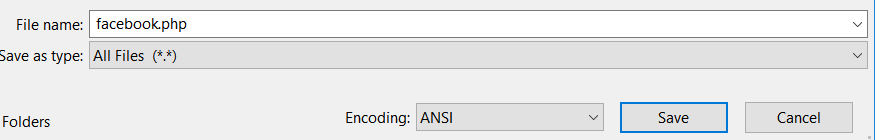 File name: facebook.php
Save as type: All Files (*.*)
Folders Encoding: ANSI Save Cancel